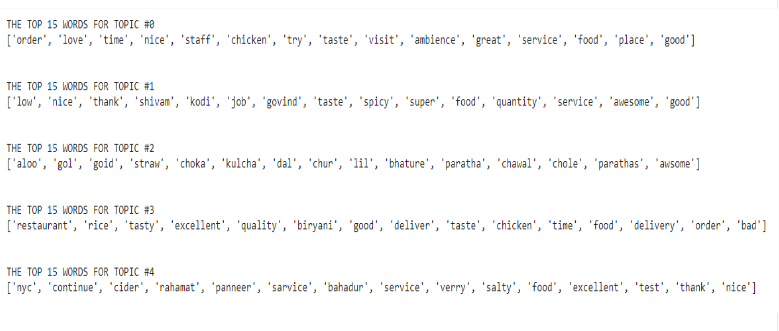 THE TOP 15 WORDS FOR TOPIC #0
['order', 'love', 'time', 'nice', 'staff', 'chicken', 'try', 'taste', 'visit', 'ambience', 'great', 'service', 'food', 'place', 'good']
THE TOP 15 WORDS FOR TOPIC #1
['low', 'nice', 'thank', 'shivam', 'kodi', 'job', 'govind', 'taste', 'spicy', 'super', 'food', 'quantity', 'service', 'awesome', 'good']
THE TOP 15 WORDS FOR TOPIC #2
['aloo', 'gol', 'goid', 'straw', 'choka', 'kulcha', 'dal', 'chur', 'lil', 'bhature', 'paratha', 'chawal', 'chole', 'parathas', 'awsome']
THE TOP 15 WORDS FOR TOPIC #3
['restaurant', 'rice', 'tasty', 'excellent', 'quality', 'biryani', 'good', 'deliver', 'taste', 'chicken', 'time', 'food', 'delivery', 'order', 'bad']
THE TOP 15 WORDS FOR TOPIC #4
['nyc', 'continue', 'cider', 'rahamat', 'panneer', 'sarvice', 'bahadur', 'service', 'verry', 'salty', 'food', 'excellent', 'test', 'thank', 'nice']